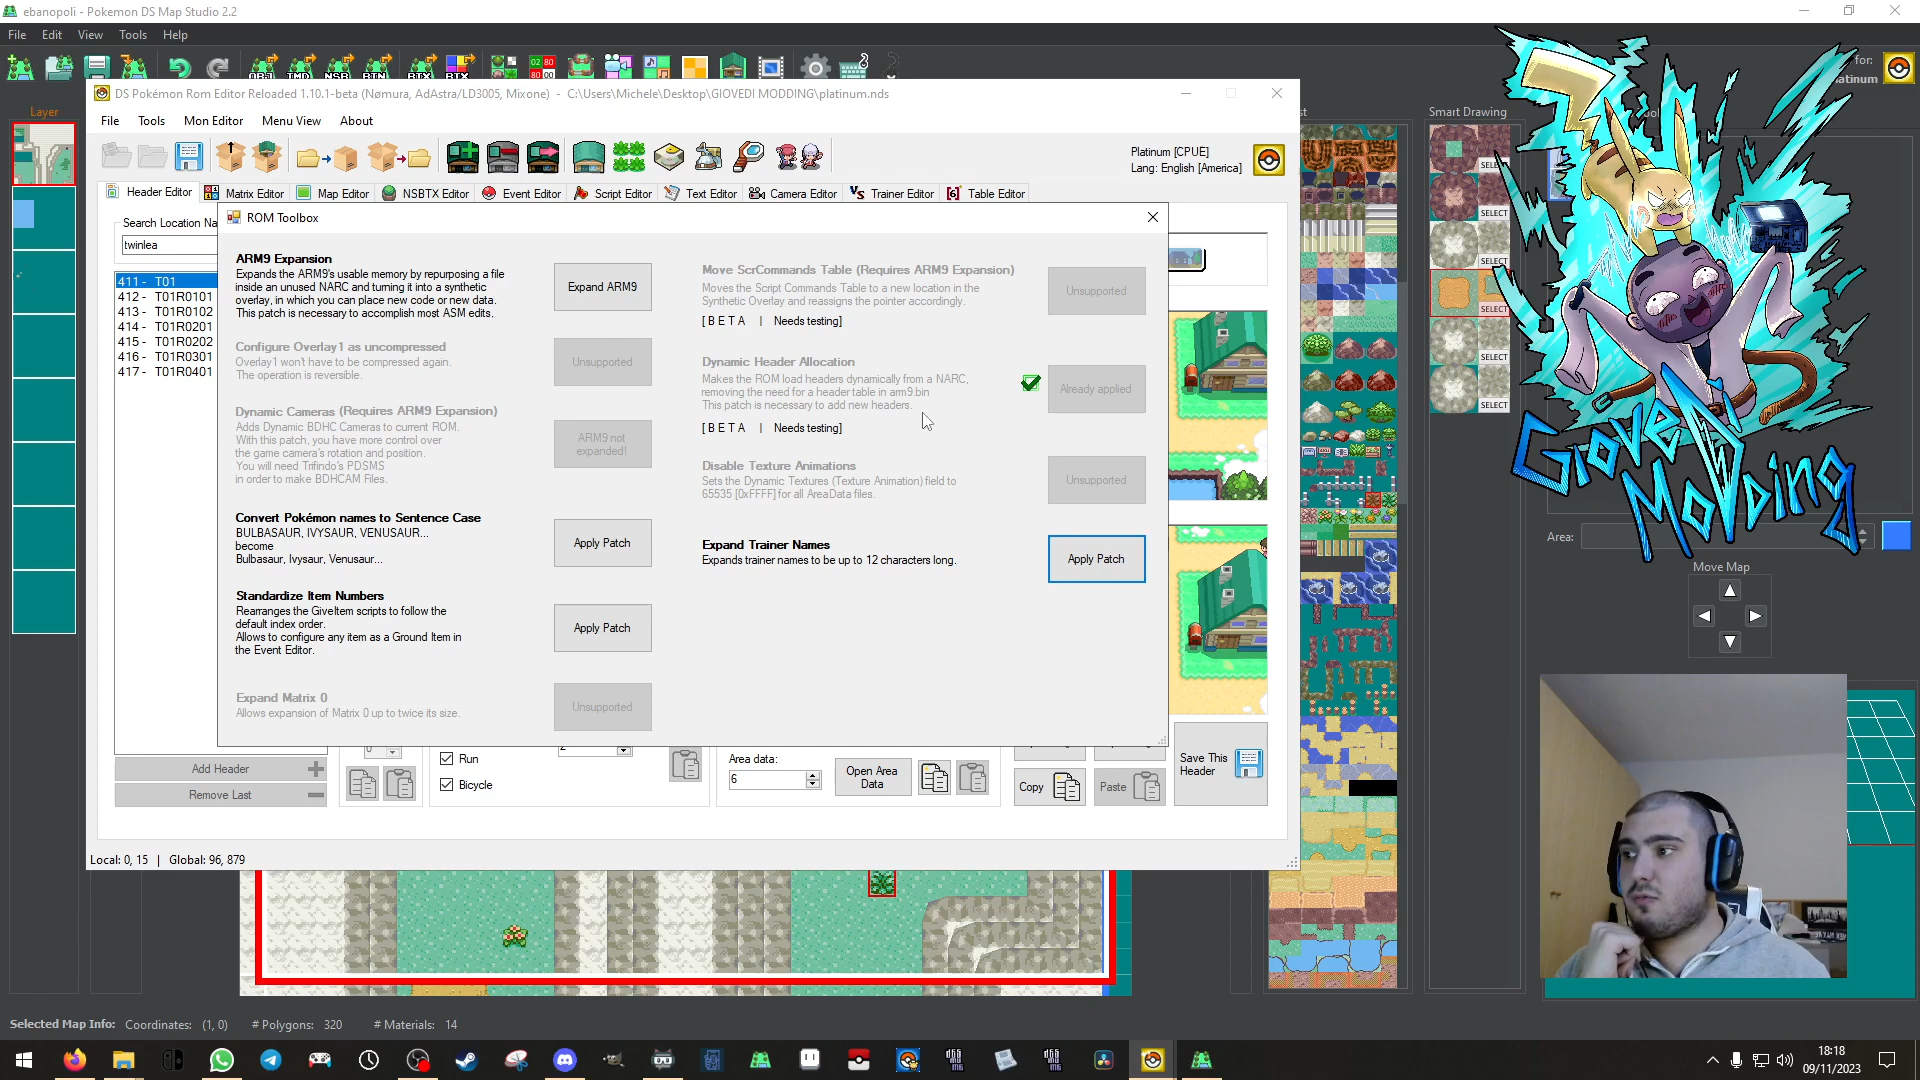 ebanopoli - Pokemon DS Map Studio 2.2
File Edit View Tools Help
for:
Layer
DS Pokémon Rom Editor Reloaded 1.10.1-beta (Nømura, AdAstra/LD3005, Mixone) - C:\Users\Michele\Desktop\GIOVEDI MODDING\platinum.nds
File Tools Mon Editor Menu View About
Platinum [CPUE]
Lang: English [America]
Header Editor Matrix Editor Map Editor NSBTX Editor Event Editor Script Editor Text Editor Camera Editor Trainer Editor Table Editor
Search Location Na
twinlea
411 - T01
412 - T01R0101
413 - T01R0102
414 - T01R0201
415 - T01R0202
416 - T01R0301
417 - T01R0401
ROM Toolbox
ARM9 Expansion
Expands the ARM9's usable memory by repurposing a file
inside an unused NARC and turning it into a synthetic
overlay, in which you can place new code or new data.
This patch is necessary to accomplish most ASM edits.
Expand ARM9
Configure Overlay1 as uncompressed
Overlay1 won't have to be compressed again.
The operation is reversible.
Unsupported
Dynamic Cameras (Requires ARM9 Expansion)
Adds Dynamic BDHC Cameras to current ROM.
With this patch, you have more control over
the game camera's rotation and position.
You will need Trifindo's PDSMS
in order to make BDHCAM Files.
ARM9 not
expanded!
Convert Pokémon names to Sentence Case
BULBASAUR, IVYSAUR, VENUSAUR...
become
Bulbasaur, Ivysaur, Venusaur...
Apply Patch
Standardize Item Numbers
Rearranges the GiveItem scripts to follow the
default index order.
Allows to configure any item as a Ground Item in
the Event Editor.
Apply Patch
Expand Matrix 0
Allows expansion of Matrix 0 up to twice its size.
Unsupported
Move ScrCommands Table (Requires ARM9 Expansion)
Moves the Script Commands Table to a new location in the
Synthetic Overlay and reassigns the pointer accordingly.
[ B E T A | Needs testing]
Unsupported
Dynamic Header Allocation
Makes the ROM load headers dynamically from a NARC,
removing the need for a header table in arm9.bin
This patch is necessary to add new headers.
[ B E T A | Needs testing]
Already applied
Disable Texture Animations
Sets the Dynamic Textures (Texture Animation) field to
65535 [0xFFFF] for all AreaData files.
Unsupported
Expand Trainer Names
Expands trainer names to be up to 12 characters long.
Apply Patch
Add Header
Remove Last
Run
Bicycle
Area data:
6
Open Area
Data
Copy
Paste
Save This
Header
Local: 0, 15 | Global: 96, 879
Smart Drawing
SELECT
SELECT
SELECT
SELECT
SELECT
SELECT
GIOVEDI
MODDING
Area:
Move Map
Selected Map Info: Coordinates: (1, 0) # Polygons: 320 # Materials: 14
18:18
09/11/2023